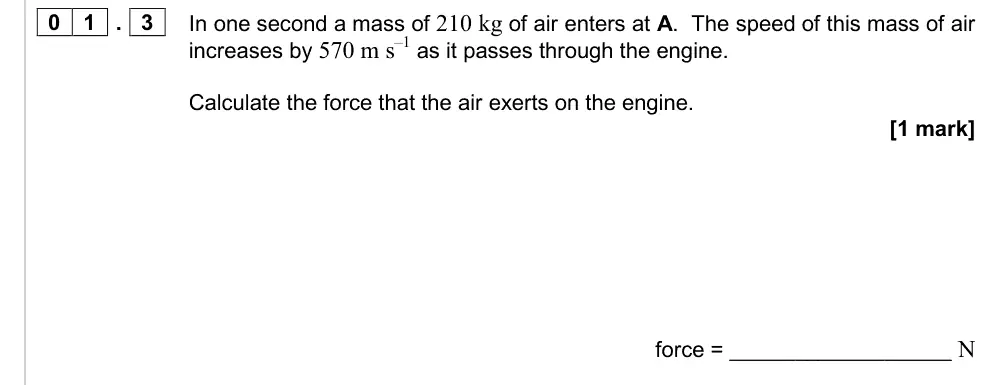 0 1 . 3 In one second a mass of 210 kg of air enters at A. The speed of this mass of air
increases by 570 m s⁻¹ as it passes through the engine.
Calculate the force that the air exerts on the engine.
[1 mark]
force = ____________________ N